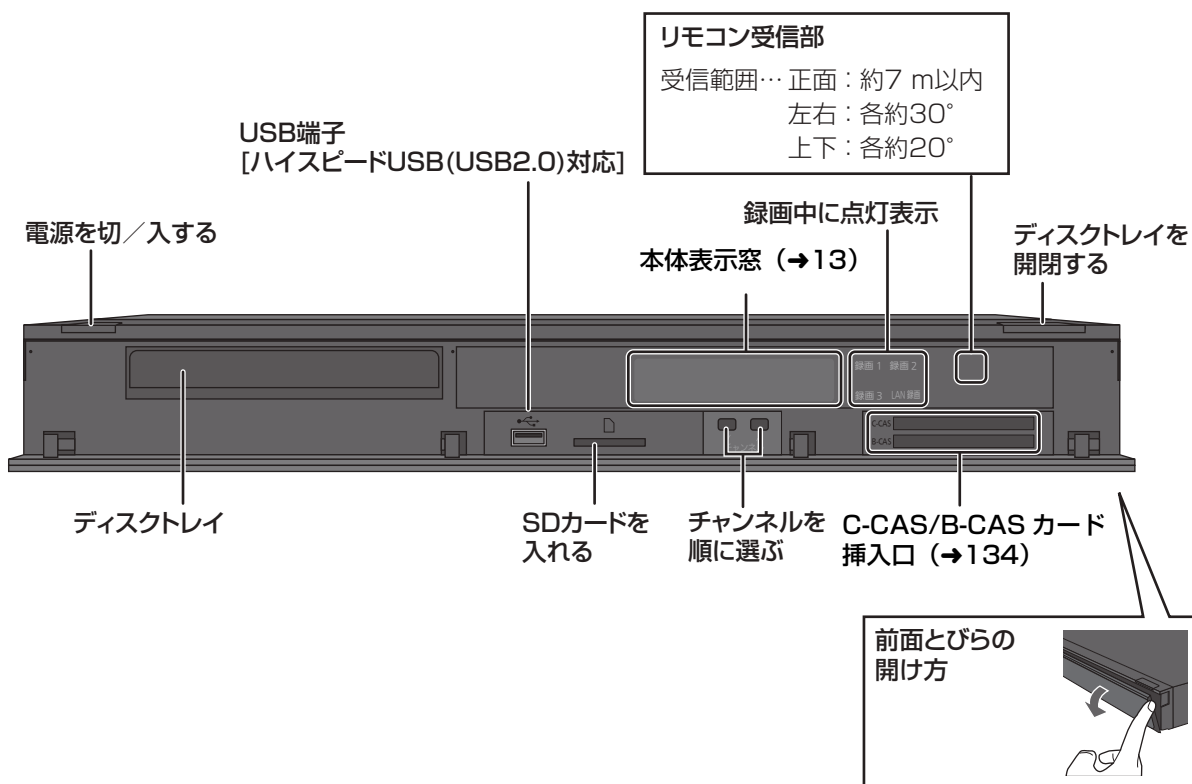 リモコン受信部
受信範囲… 正面：約7 m以内
左右：各約30°
上下：各約20°
USB端子
[ハイスピードUSB(USB2.0)対応]
録画中に点灯表示
電源を切／入する
本体表示窓（➜13）
ディスクトレイを
開閉する
録画 1 録画 2
録画 3 LAN 録画
C-CAS
B-CAS
チャンネル
ディスクトレイ
SDカードを
入れる
チャンネルを
順に選ぶ
C-CAS/B-CAS カード
挿入口（➜134）
前面とびらの
開け方